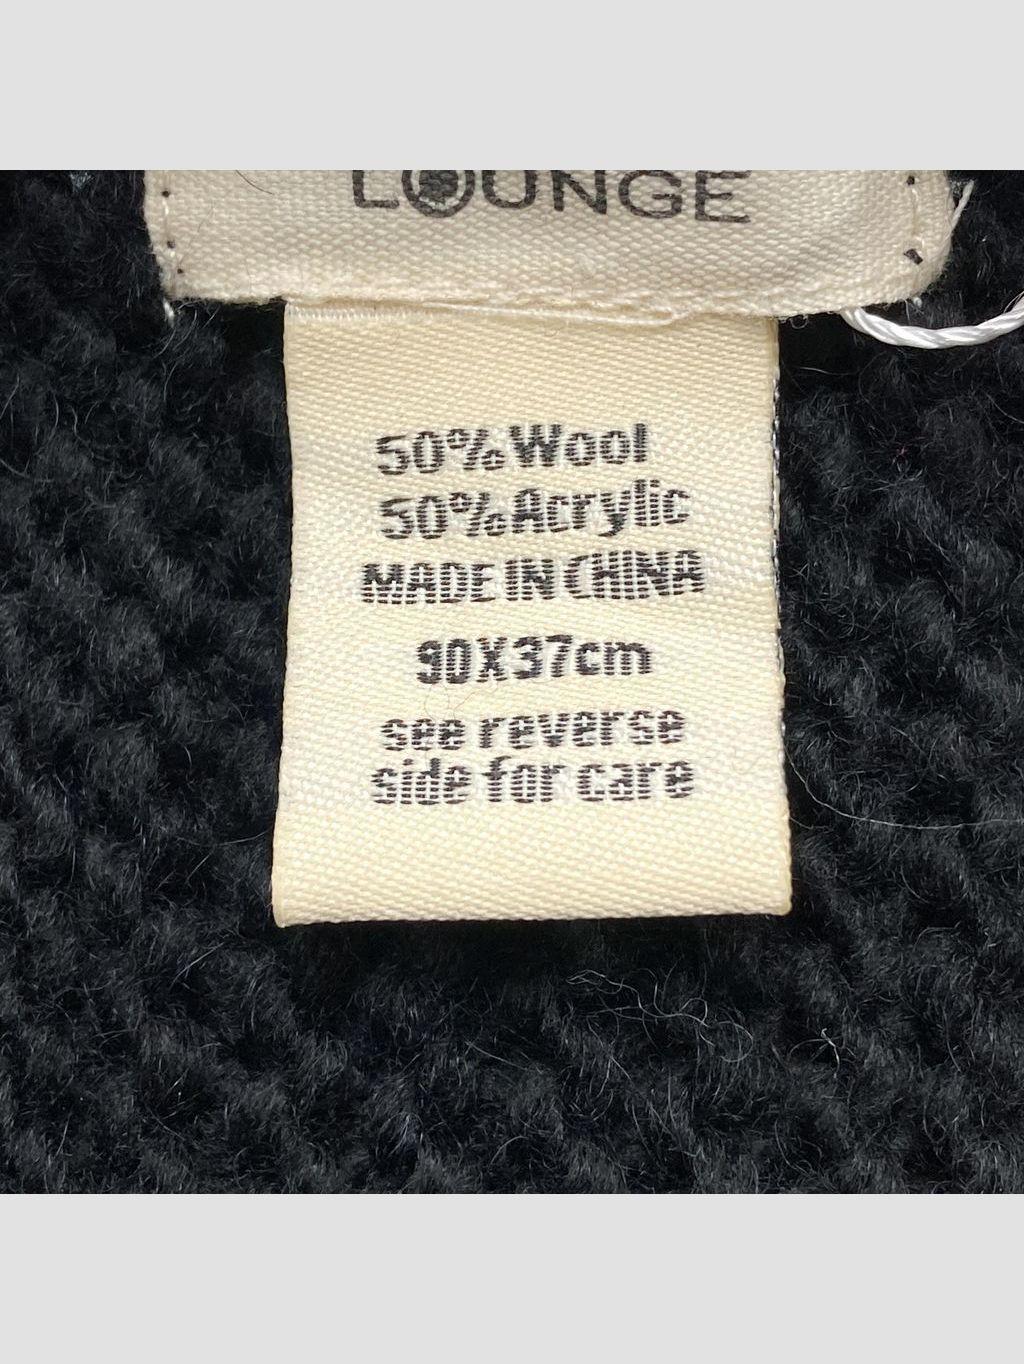 LOUNGE
50% Wool
50% Acrylic
MADE IN CHINA
90X37cm
see reverse
side for care